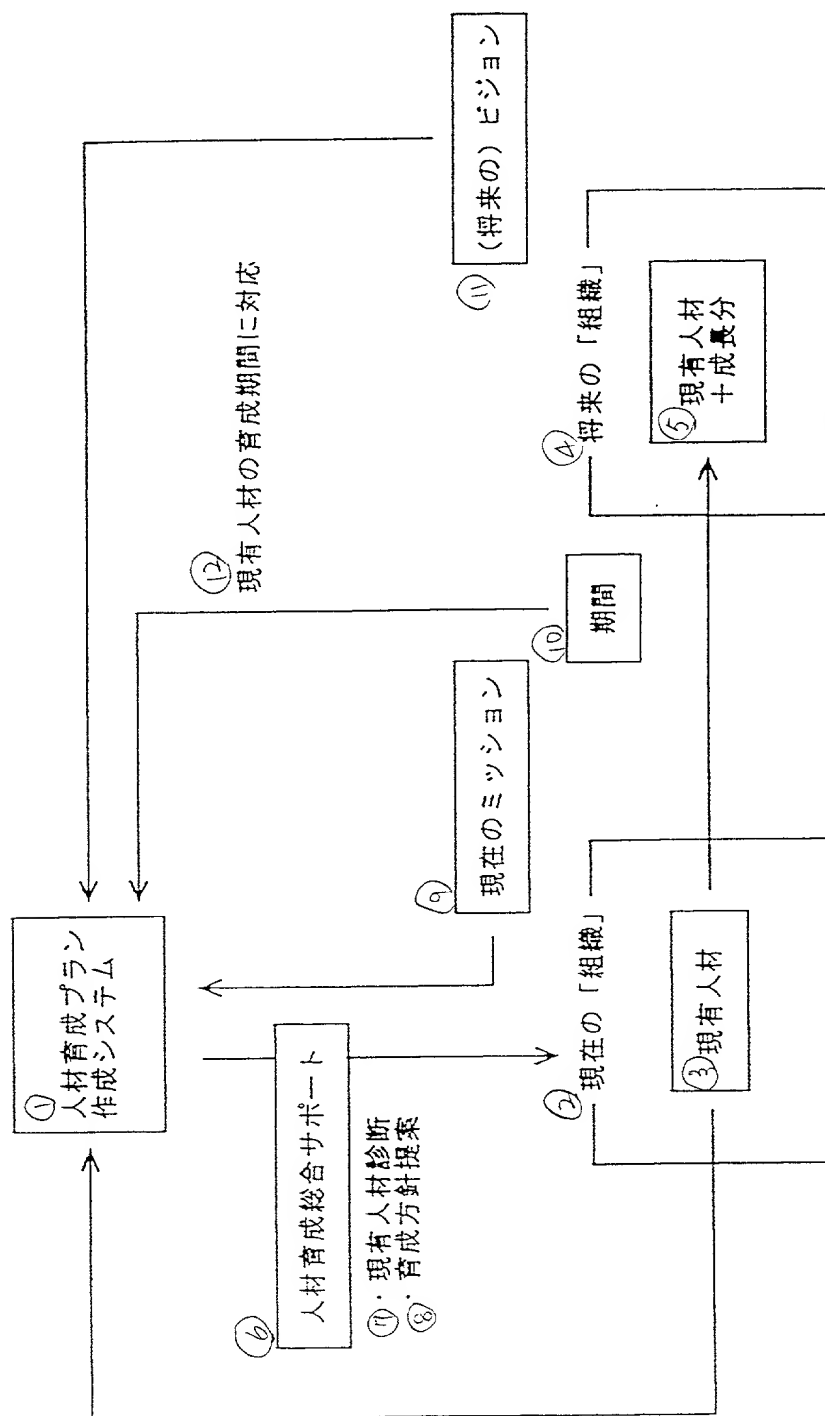 ①
人材育成プラン
作成システム
⑫
現有人材の育成期間に対応
⑥
人材育成総合サポート
⑦・現有人材診断
⑧・育成方針提案
⑨
現在のミッション
⑩
期間
⑪
(将来の) ビジョン
②
現在の「組織」
③現有人材
④
将来の「組織」
⑤
現有人材
+成長分